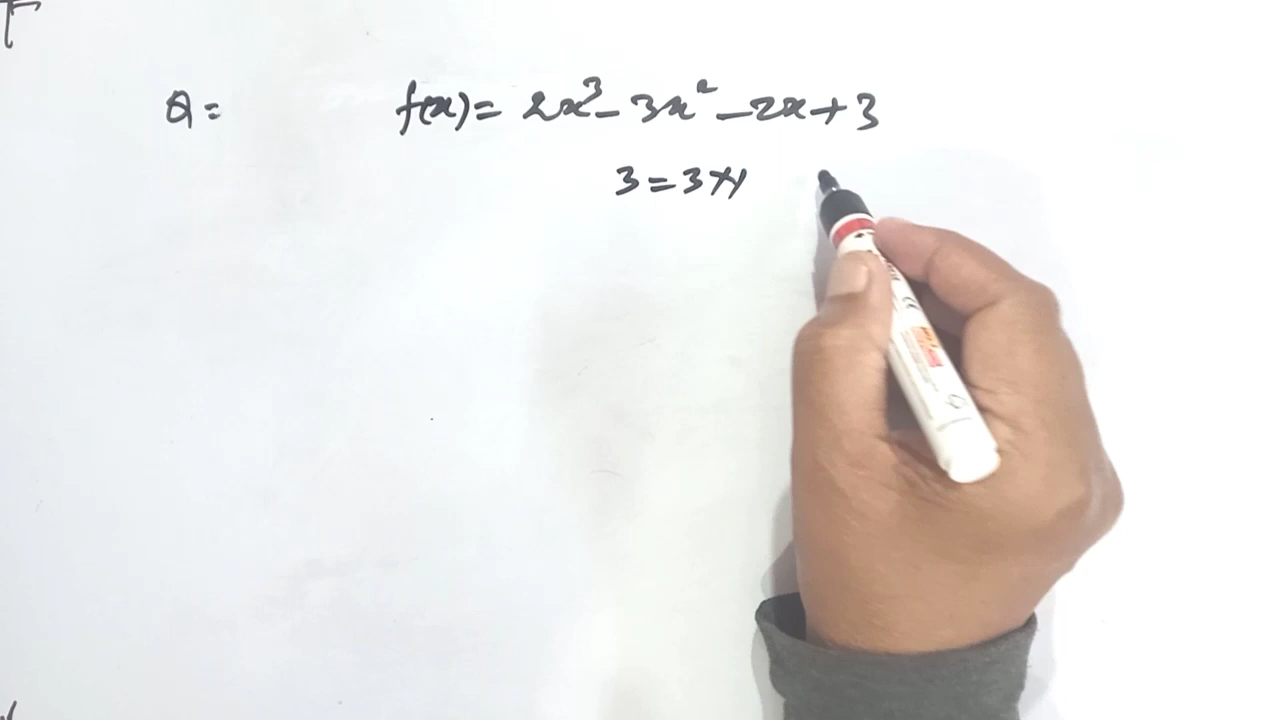 Q = f(x) = 2x³ - 3x² - 2x + 3
3 = 3×1